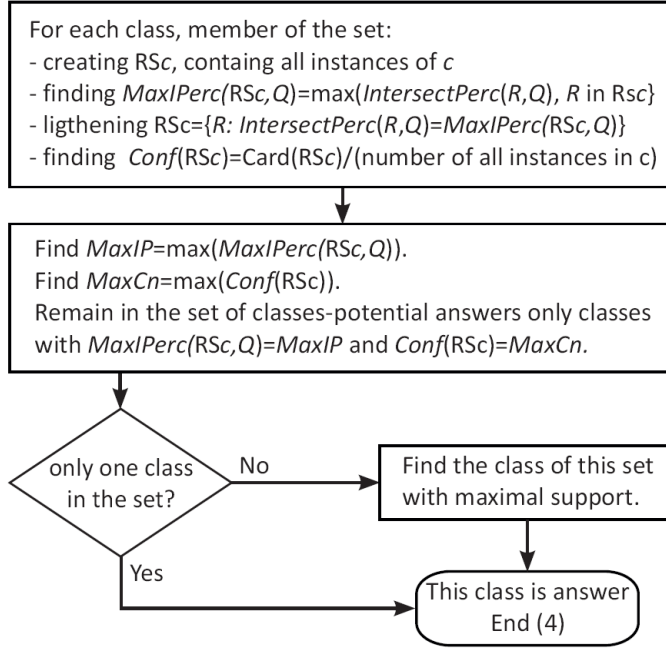 For each class, member of the set:
- creating RSc, containg all instances of c
- finding MaxIPerc(RSc,Q)=max(IntersectPerc(R,Q), R in Rsc}
- ligthening RSc={R: IntersectPerc(R,Q)=MaxIPerc(RSc,Q)}
- finding Conf(RSc)=Card(RSc)/(number of all instances in c)
Find MaxIP=max(MaxIPerc(RSc,Q)).
Find MaxCn=max(Conf(RSc)).
Remain in the set of classes-potential answers only classes
with MaxIPerc(RSc,Q)=MaxIP and Conf(RSc)=MaxCn.
only one class
in the set?
No
Find the class of this set
with maximal support.
Yes
This class is answer
End (4)